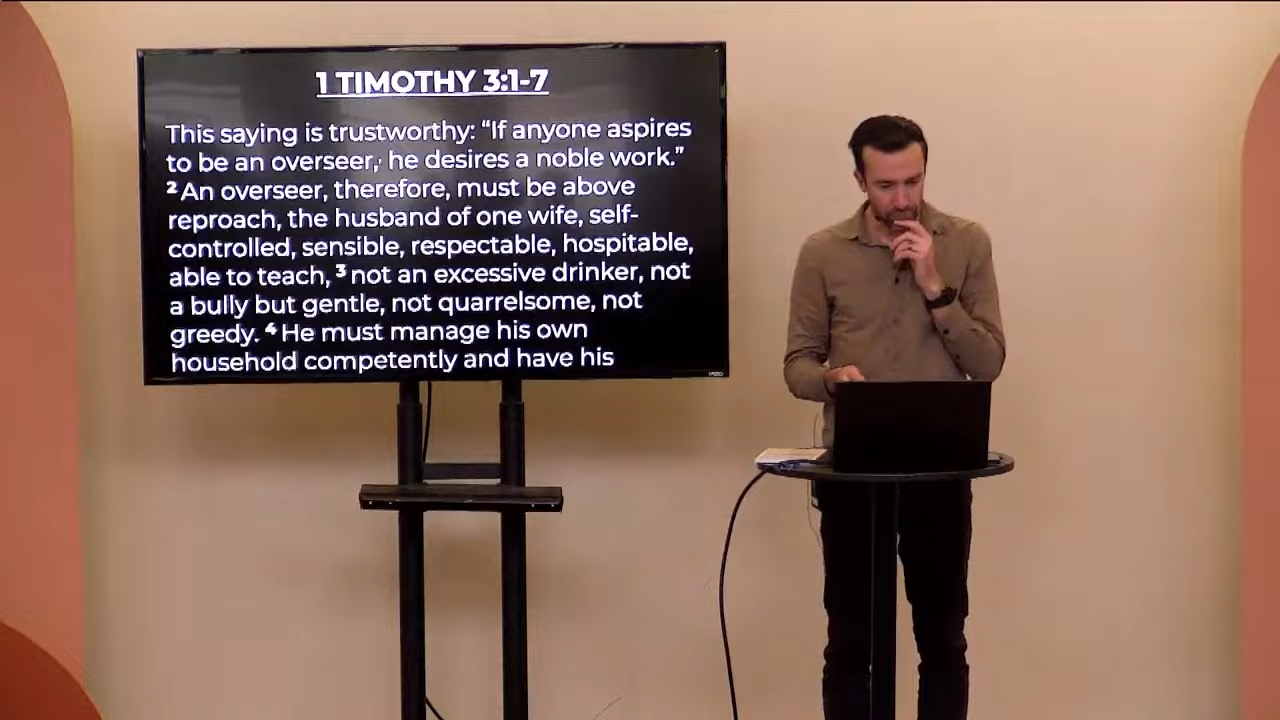 1 TIMOTHY 3:1-7
This saying is trustworthy: “If anyone aspires
to be an overseer, he desires a noble work.”
² An overseer, therefore, must be above
reproach, the husband of one wife, self-
controlled, sensible, respectable, hospitable,
able to teach, ³ not an excessive drinker, not
a bully but gentle, not quarrelsome, not
greedy. ⁴ He must manage his own
household competently and have his
VIZIO